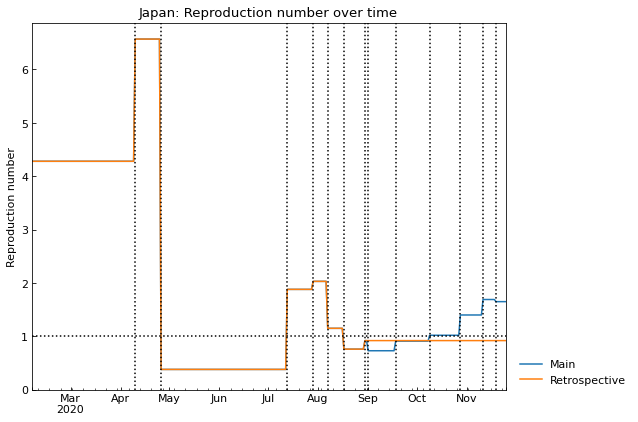 Japan: Reproduction number over time
Reproduction number
6
5
4
3
2
1
0
Mar Apr May Jun Jul Aug Sep Oct Nov
2020
Main
Retrospective